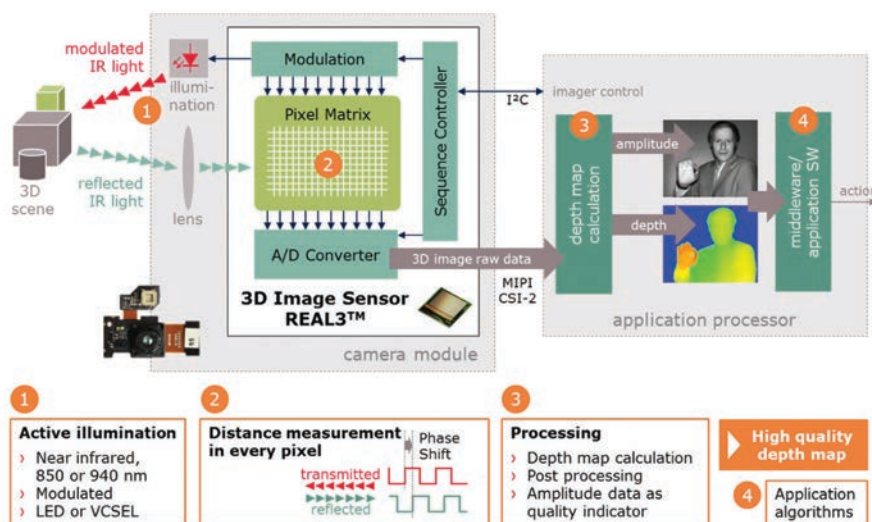 modulated
IR light
illumi-
nation
1
3D
scene
reflected
IR light
lens
Modulation
Pixel Matrix
2
A/D Converter
Sequence Controller
3D Image Sensor
REAL3™
camera module
I²C
3D image raw data
MIPI
CSI-2
imager control
3
depth map
calculation
amplitude
depth
4
middleware/
application SW
action
application processor
1
Active illumination
› Near infrared,
850 or 940 nm
› Modulated
› LED or VCSEL
2
Distance measurement
in every pixel
Phase
Shift
transmitted
reflected
3
Processing
› Depth map calculation
› Post processing
› Amplitude data as
quality indicator
High quality
depth map
4
Application
algorithms